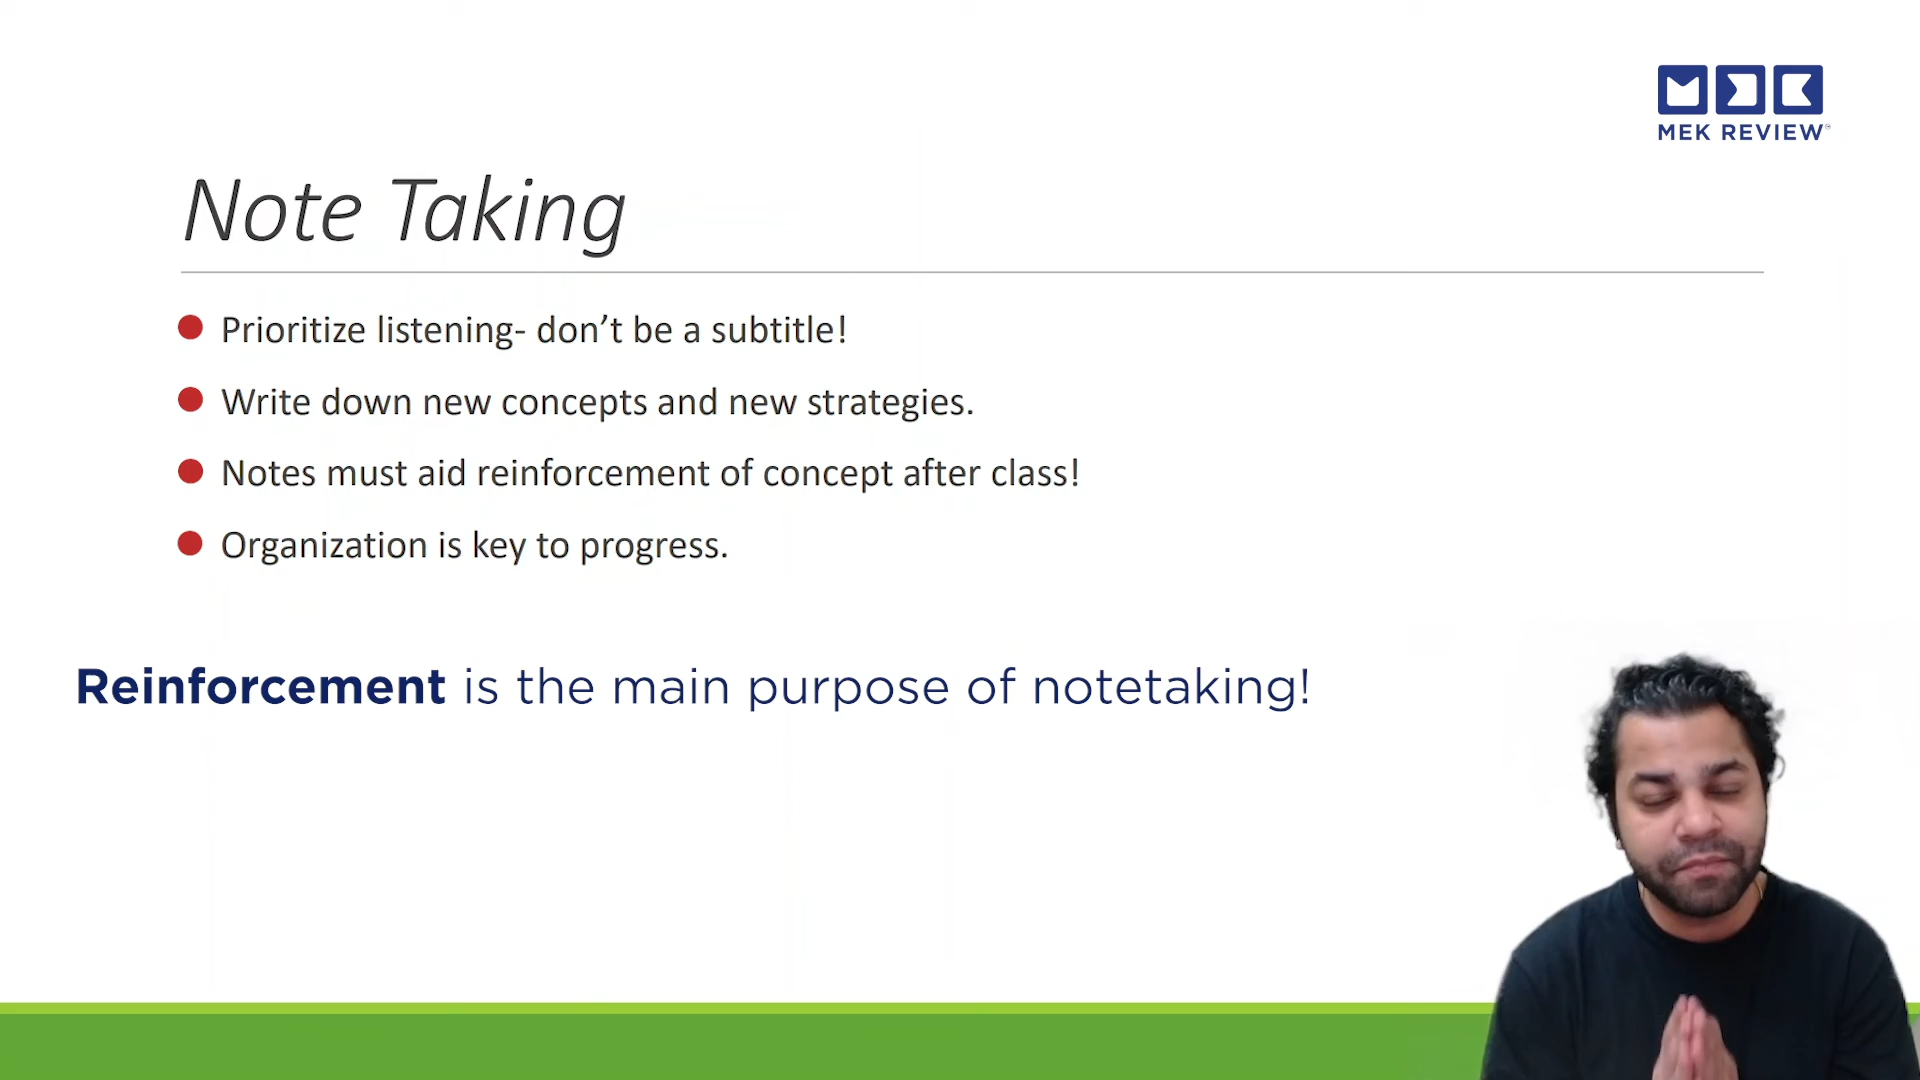 MEK REVIEW
Note Taking
Prioritize listening- don’t be a subtitle!
Write down new concepts and new strategies.
Notes must aid reinforcement of concept after class!
Organization is key to progress.
Reinforcement is the main purpose of notetaking!